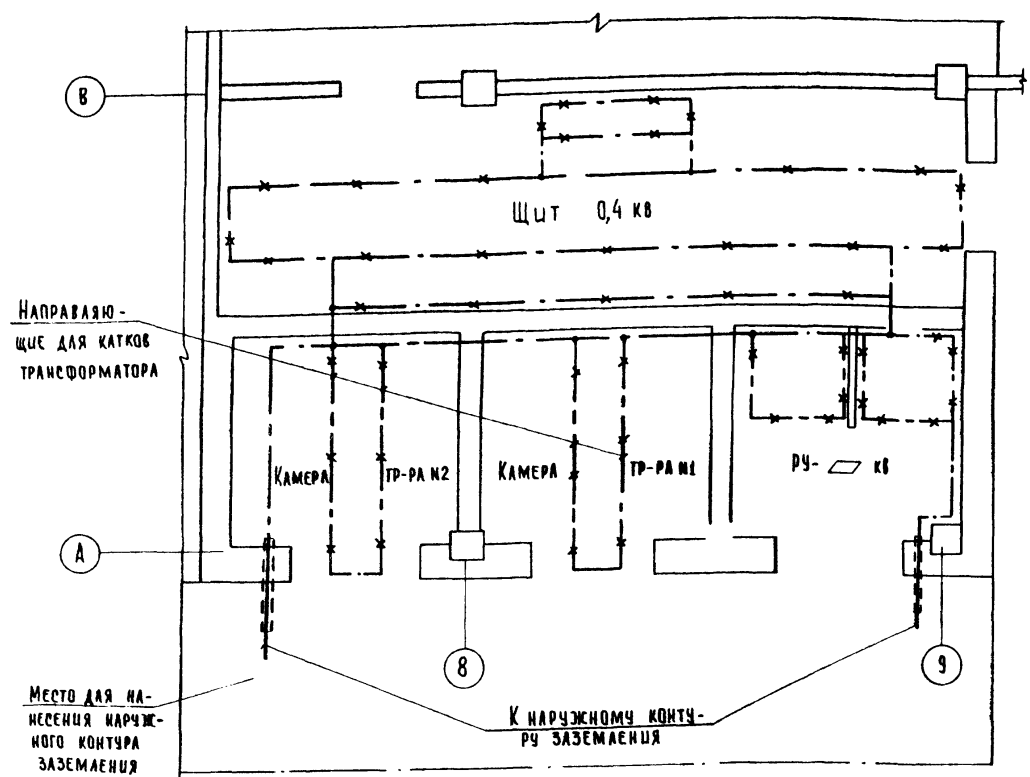 В
Щит 0,4 кв
Направляю-
щие для катков
трансформатора
Камера
тр-ра N2
Камера
тр-ра N1
РУ- кв
А
8
9
Место для на-
несения наруж-
ного контура
заземления
К наружному конту-
ру заземления